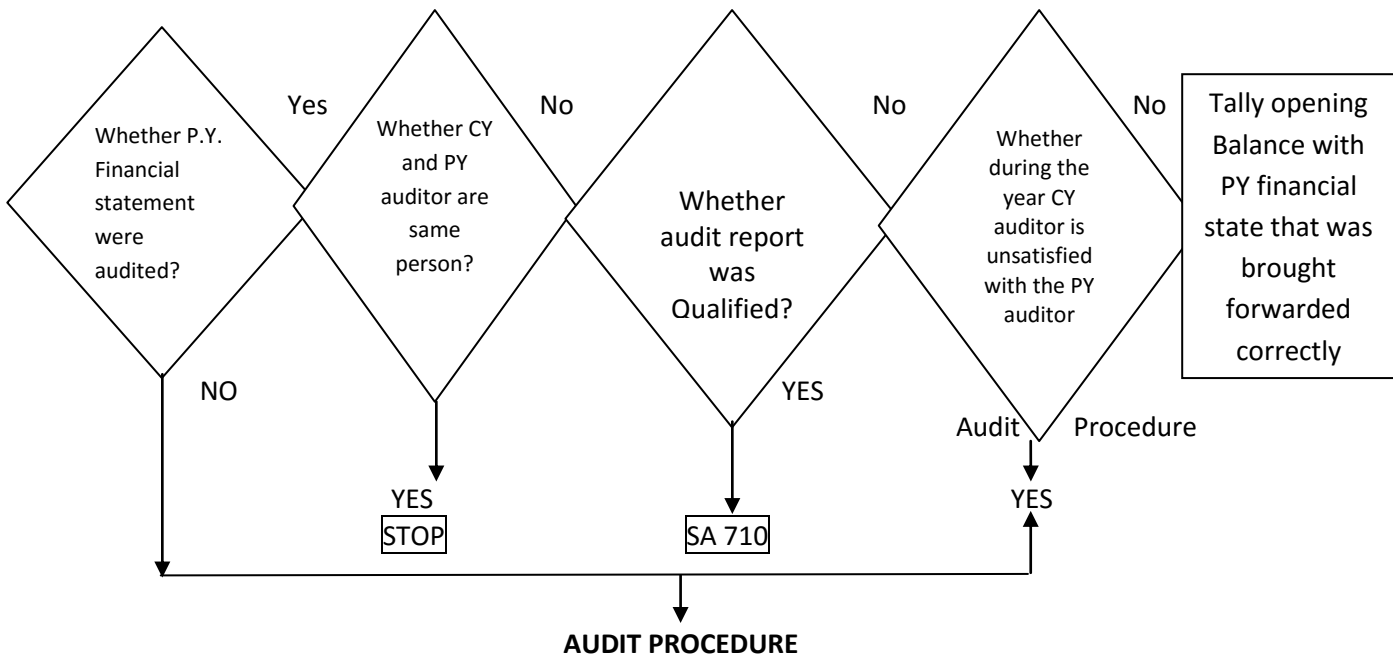 Whether P.Y.
Financial
statement
were
audited?
Yes
NO
Whether CY
and PY
auditor are
same
person?
No
YES
STOP
Whether
audit report
was
Qualified?
No
YES
SA 710
Whether
during the
year CY
auditor is
unsatisfied
with the PY
auditor
No
Audit Procedure
YES
Tally opening
Balance with
PY financial
state that was
brought
forwarded
correctly
AUDIT PROCEDURE